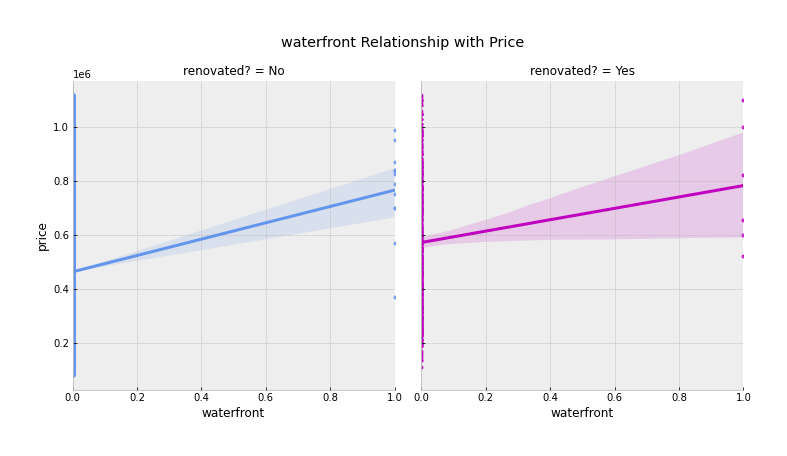 waterfront Relationship with Price
renovated? = No
renovated? = Yes
1e6
1.0
0.8
0.6
0.4
0.2
price
0.0 0.2 0.4 0.6 0.8 1.0
waterfront
0.0 0.2 0.4 0.6 0.8 1.0
waterfront